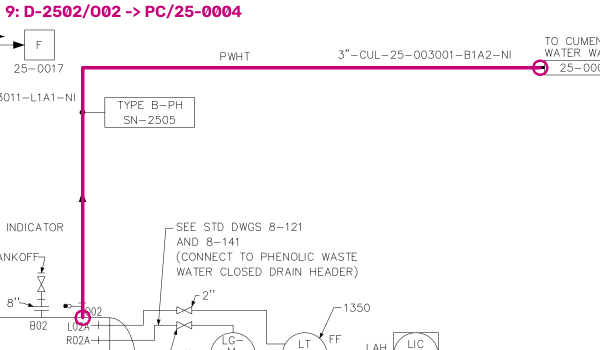 9: D-2502/O02 -> PC/25-0004
F
25-0017
PWHT
3"-CUL-25-003001-B1A2-NI
TO CUMEN
WATER WA
25-000
3011-L1A1-NI
TYPE B-PH
SN-2505
INDICATOR
ANKOFF
SEE STD DWGS 8-121
AND 8-141
(CONNECT TO PHENOLIC WASTE
WATER CLOSED DRAIN HEADER)
8"
B02
O02
L02A
R02A
2"
1350
LG-
LT
FF
LAH
LIC